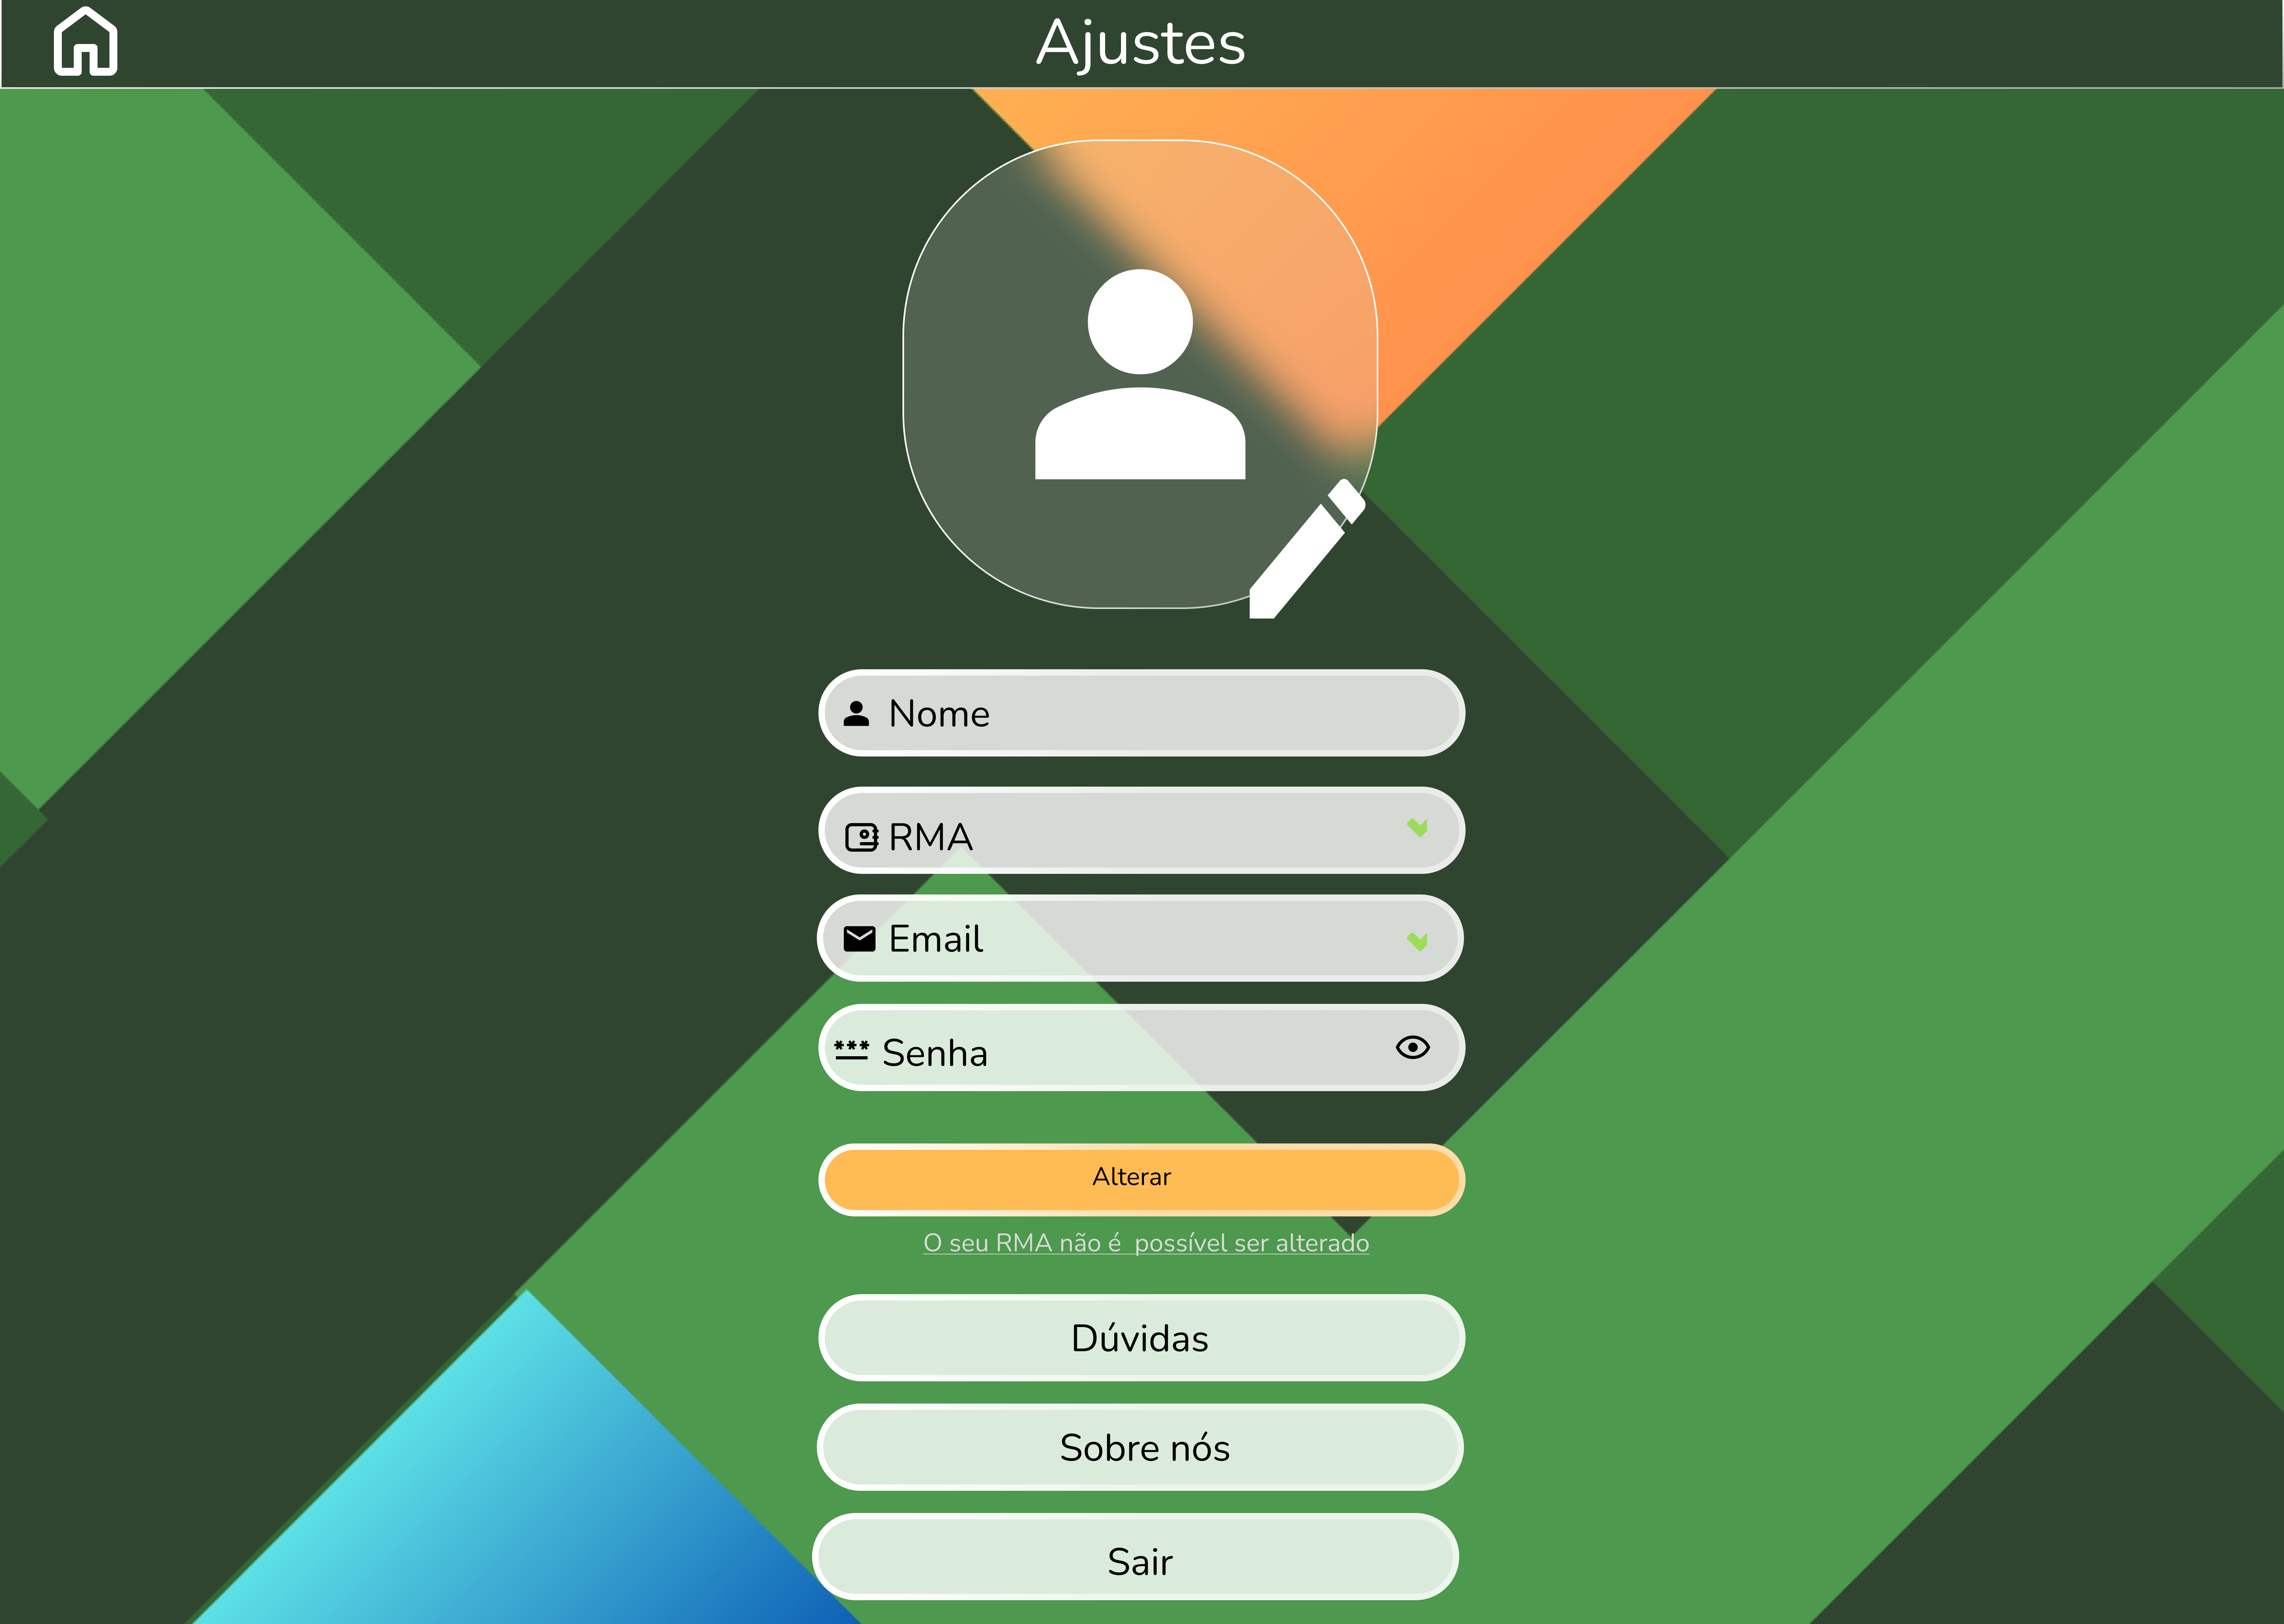 Ajustes
Nome
RMA
Email
*** Senha
Alterar
O seu RMA não é  possível ser alterado
Dúvidas
Sobre nós
Sair